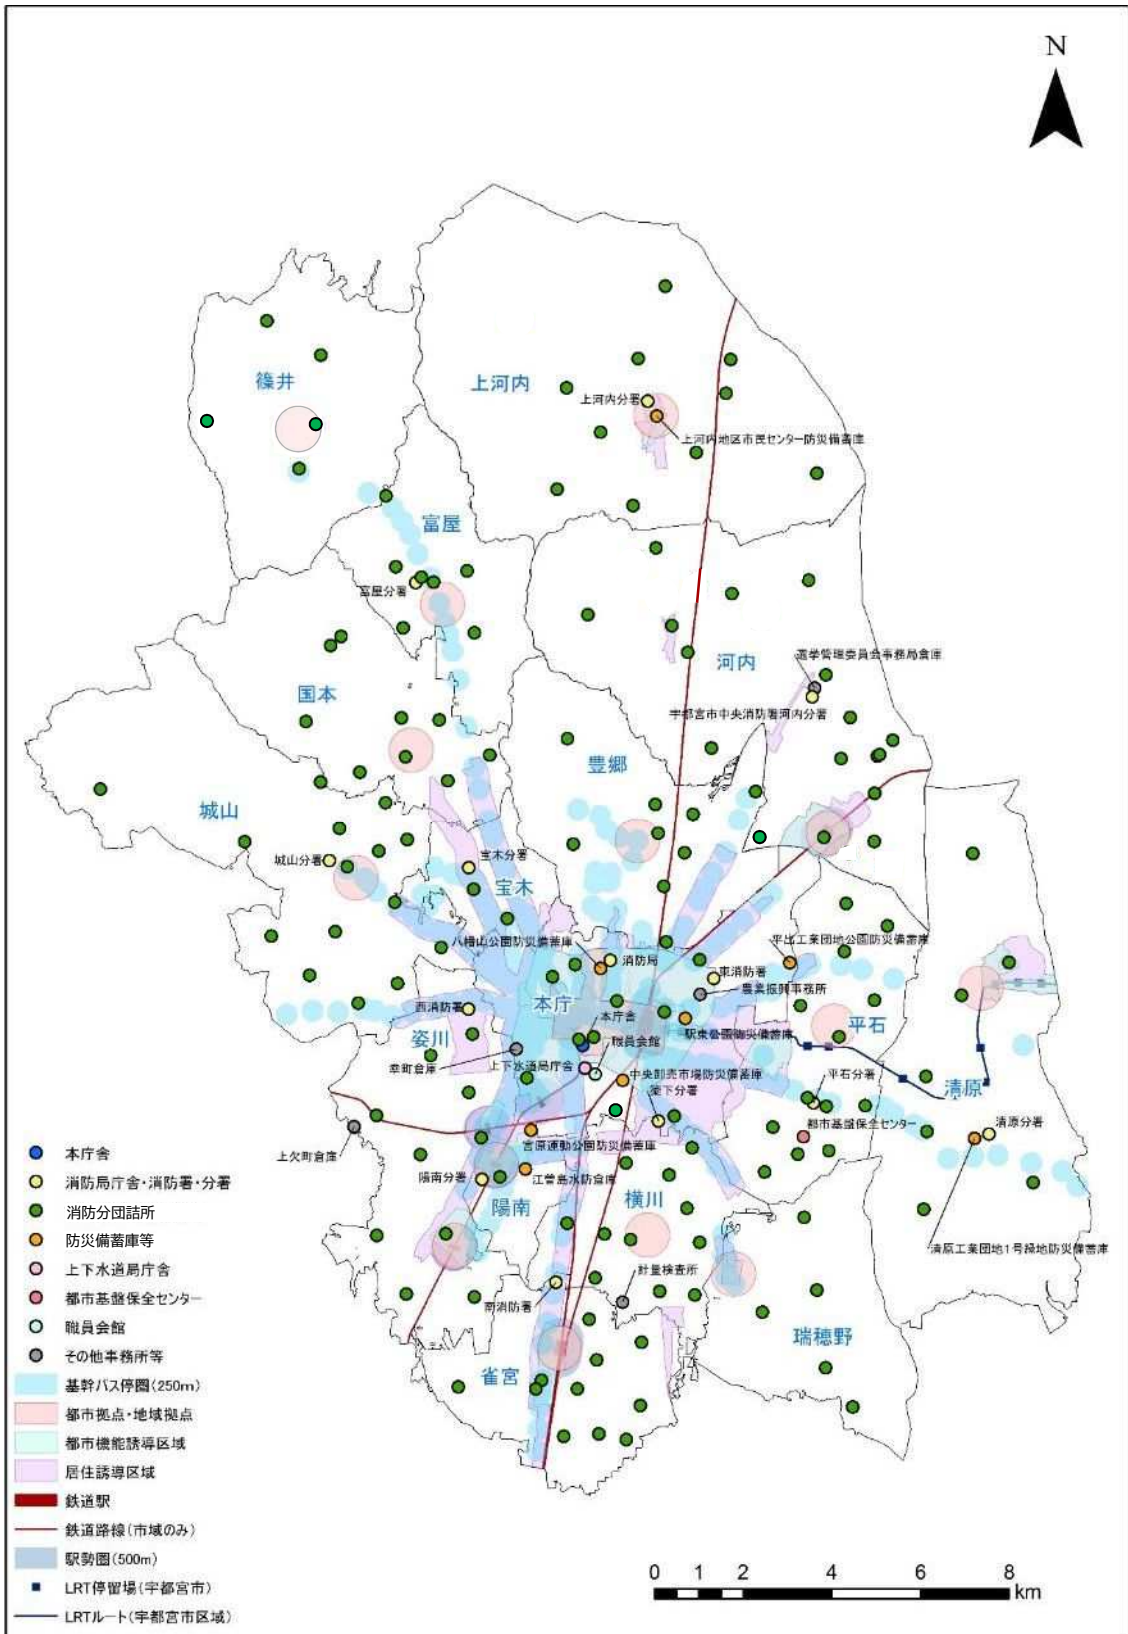 N
篠井
上河内
上河内分署
上河内地区市民センター防災備蓄庫
富屋
富屋分署
河内
選挙管理委員会事務局倉庫
宇都宮市中央消防署河内分署
国本
豊郷
城山
城山分署
宝木分署
宝木
八幡山公園防災備蓄庫
消防局
平出工業団地公園防災備蓄庫
東消防署
農業振興事務所
西消防署
本庁
本庁舎
平石
姿川
職員会館
駅東公園防災備蓄庫
幸町倉庫
上下水道局庁舎
中央卸売市場防災備蓄庫
簗下分署
平石分署
清原
都市基盤保全センター
清原分署
上欠町倉庫
宮原運動公園防災備蓄庫
陽南分署
江曽島水防倉庫
陽南
横川
清原工業団地1号緑地防災備蓄庫
計量検査所
南消防署
瑞穂野
雀宮
本庁舎
消防局庁舎・消防署・分署
消防分団詰所
防災備蓄庫等
上下水道局庁舎
都市基盤保全センター
職員会館
その他事務所等
基幹バス停圏(250m)
都市拠点・地域拠点
都市機能誘導区域
居住誘導区域
鉄道駅
鉄道路線(市域のみ)
駅勢圏(500m)
LRT停留場(宇都宮市)
LRTルート(宇都宮市区域)
0 1 2 4 6 8
km